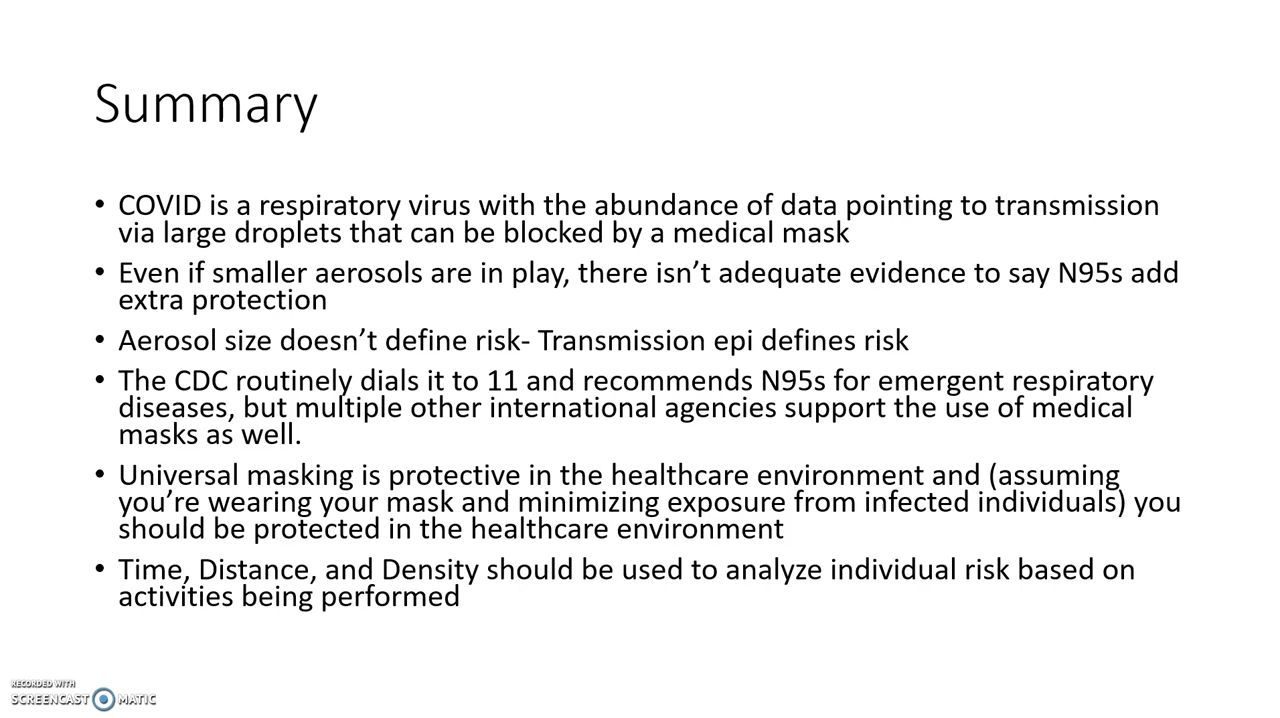 Summary
• COVID is a respiratory virus with the abundance of data pointing to transmission
via large droplets that can be blocked by a medical mask
• Even if smaller aerosols are in play, there isn’t adequate evidence to say N95s add
extra protection
• Aerosol size doesn’t define risk- Transmission epi defines risk
• The CDC routinely dials it to 11 and recommends N95s for emergent respiratory
diseases, but multiple other international agencies support the use of medical
masks as well.
• Universal masking is protective in the healthcare environment and (assuming
you’re wearing your mask and minimizing exposure from infected individuals) you
should be protected in the healthcare environment
• Time, Distance, and Density should be used to analyze individual risk based on
activities being performed
RECORDED WITH
SCREENCAST MATIC